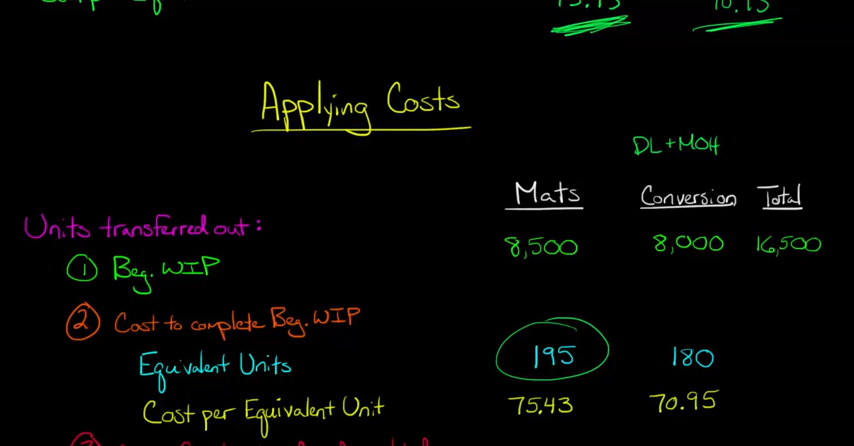 Applying Costs
DL + MOH
Mats Conversion Total
Units transferred out:
8,500 8,000 16,500
① Beg. WIP
② Cost to complete Beg. WIP
Equivalent Units 195 180
Cost per Equivalent Unit 75.43 70.95